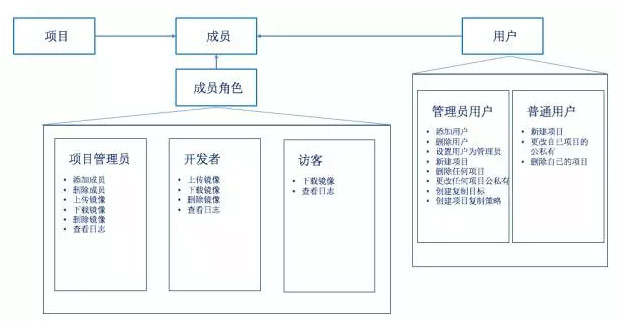 项目
成员
用户
成员角色
项目管理员
• 添加成员
• 删除成员
• 上传镜像
• 下载镜像
• 删除镜像
• 查看日志
开发者
• 上传镜像
• 下载镜像
• 删除镜像
• 查看日志
访客
• 下载镜像
• 查看日志
管理员用户
• 添加用户
• 删除用户
• 设置用户为管理员
• 新建项目
• 删除任何项目
• 更改任何项目公私有
• 创建复制目标
• 创建项目复制策略
普通用户
• 新建项目
• 更改自己项目的
公私有
• 删除自己的项目